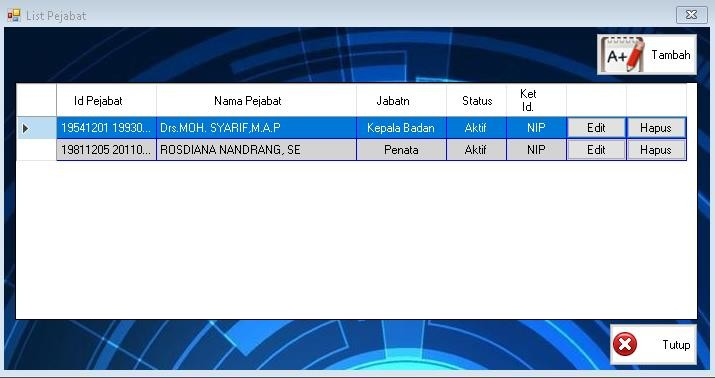 List Pejabat
A+
Tambah
Id Pejabat Nama Pejabat Jabatn Status Ket Id.
19541201 19930... Drs.MOH. SYARIF,M.A.P Kepala Badan Aktif NIP Edit Hapus
19811205 20110... ROSDIANA NANDRANG, SE Penata Aktif NIP Edit Hapus
Tutup